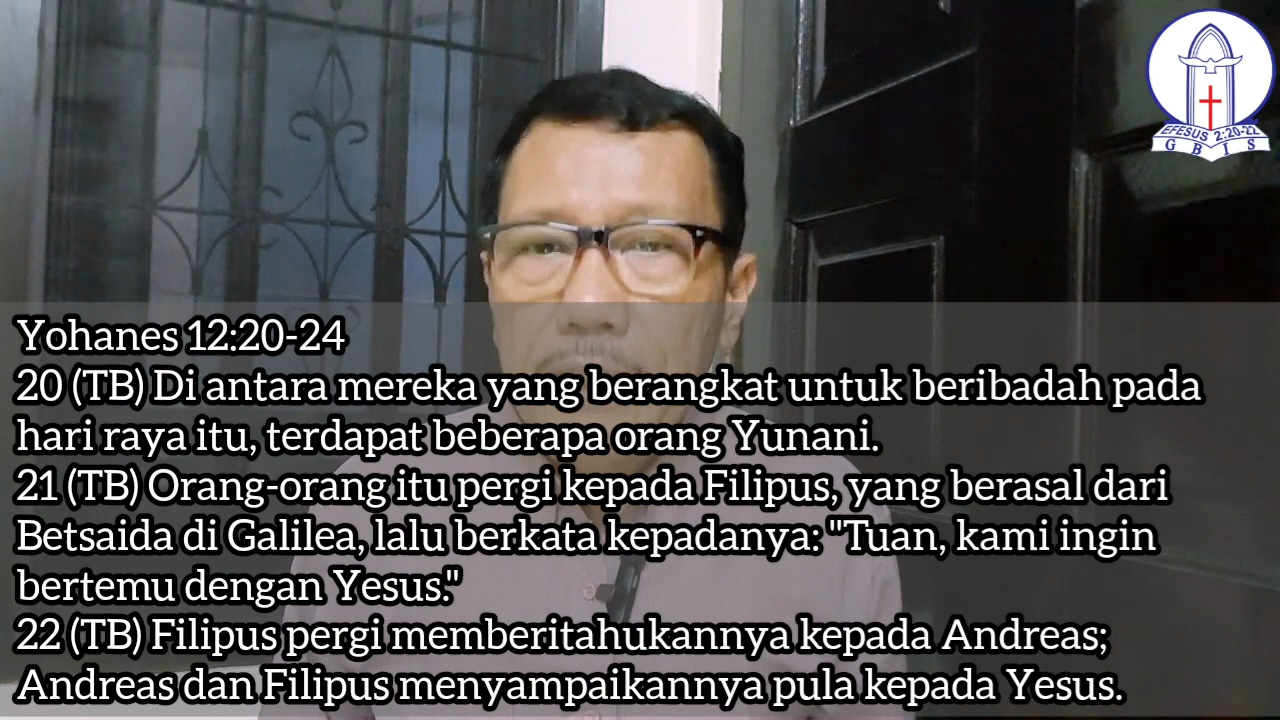 EFESUS 2:20-22
G B I S
Yohanes 12:20-24
20 (TB) Di antara mereka yang berangkat untuk beribadah pada
hari raya itu, terdapat beberapa orang Yunani.
21 (TB) Orang-orang itu pergi kepada Filipus, yang berasal dari
Betsaida di Galilea, lalu berkata kepadanya: "Tuan, kami ingin
bertemu dengan Yesus."
22 (TB) Filipus pergi memberitahukannya kepada Andreas;
Andreas dan Filipus menyampaikannya pula kepada Yesus.